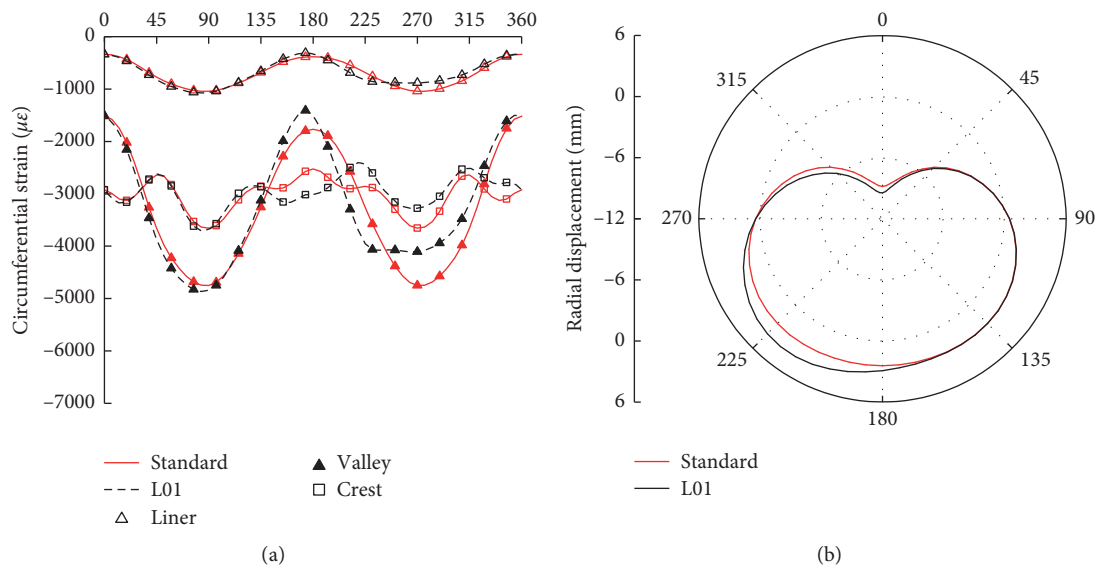 0 45 90 135 180 225 270 315 360
0
−1000
−2000
−3000
−4000
−5000
−6000
−7000
Circumferential strain (με)
Standard
L01
Liner
Valley
Crest
(a)
6
0
−6
−12
−6
0
6
Radial displacement (mm)
0
45
90
135
180
225
270
315
Standard
L01
(b)